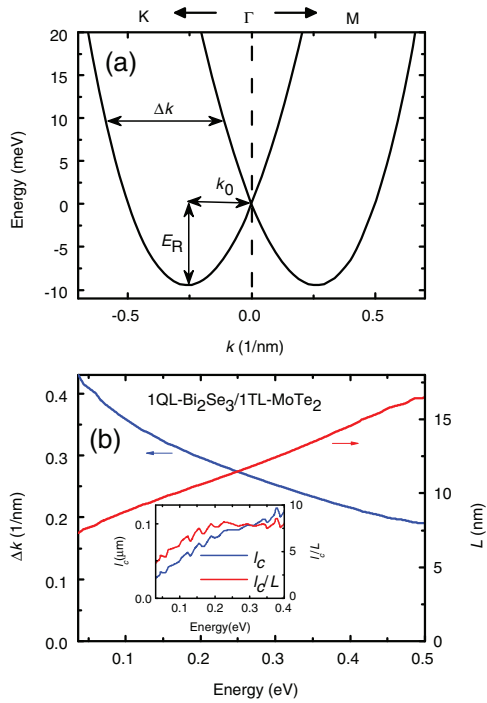 K Γ M
(a)
20
15
10
5
0
-5
-10
Energy (meV)
Δk
k0
ER
-0.5 0.0 0.5
k (1/nm)
1QL-Bi2Se3/1TL-MoTe2
(b)
0.4
0.3
0.2
0.1
0.0
Δk (1/nm)
15
10
5
0
L (nm)
0.1
0.0
lc(μm)
10
5
0
lc/L
lc
lc/L
0.1 0.2 0.3 0.4
Energy(eV)
0.1 0.2 0.3 0.4 0.5
Energy (eV)